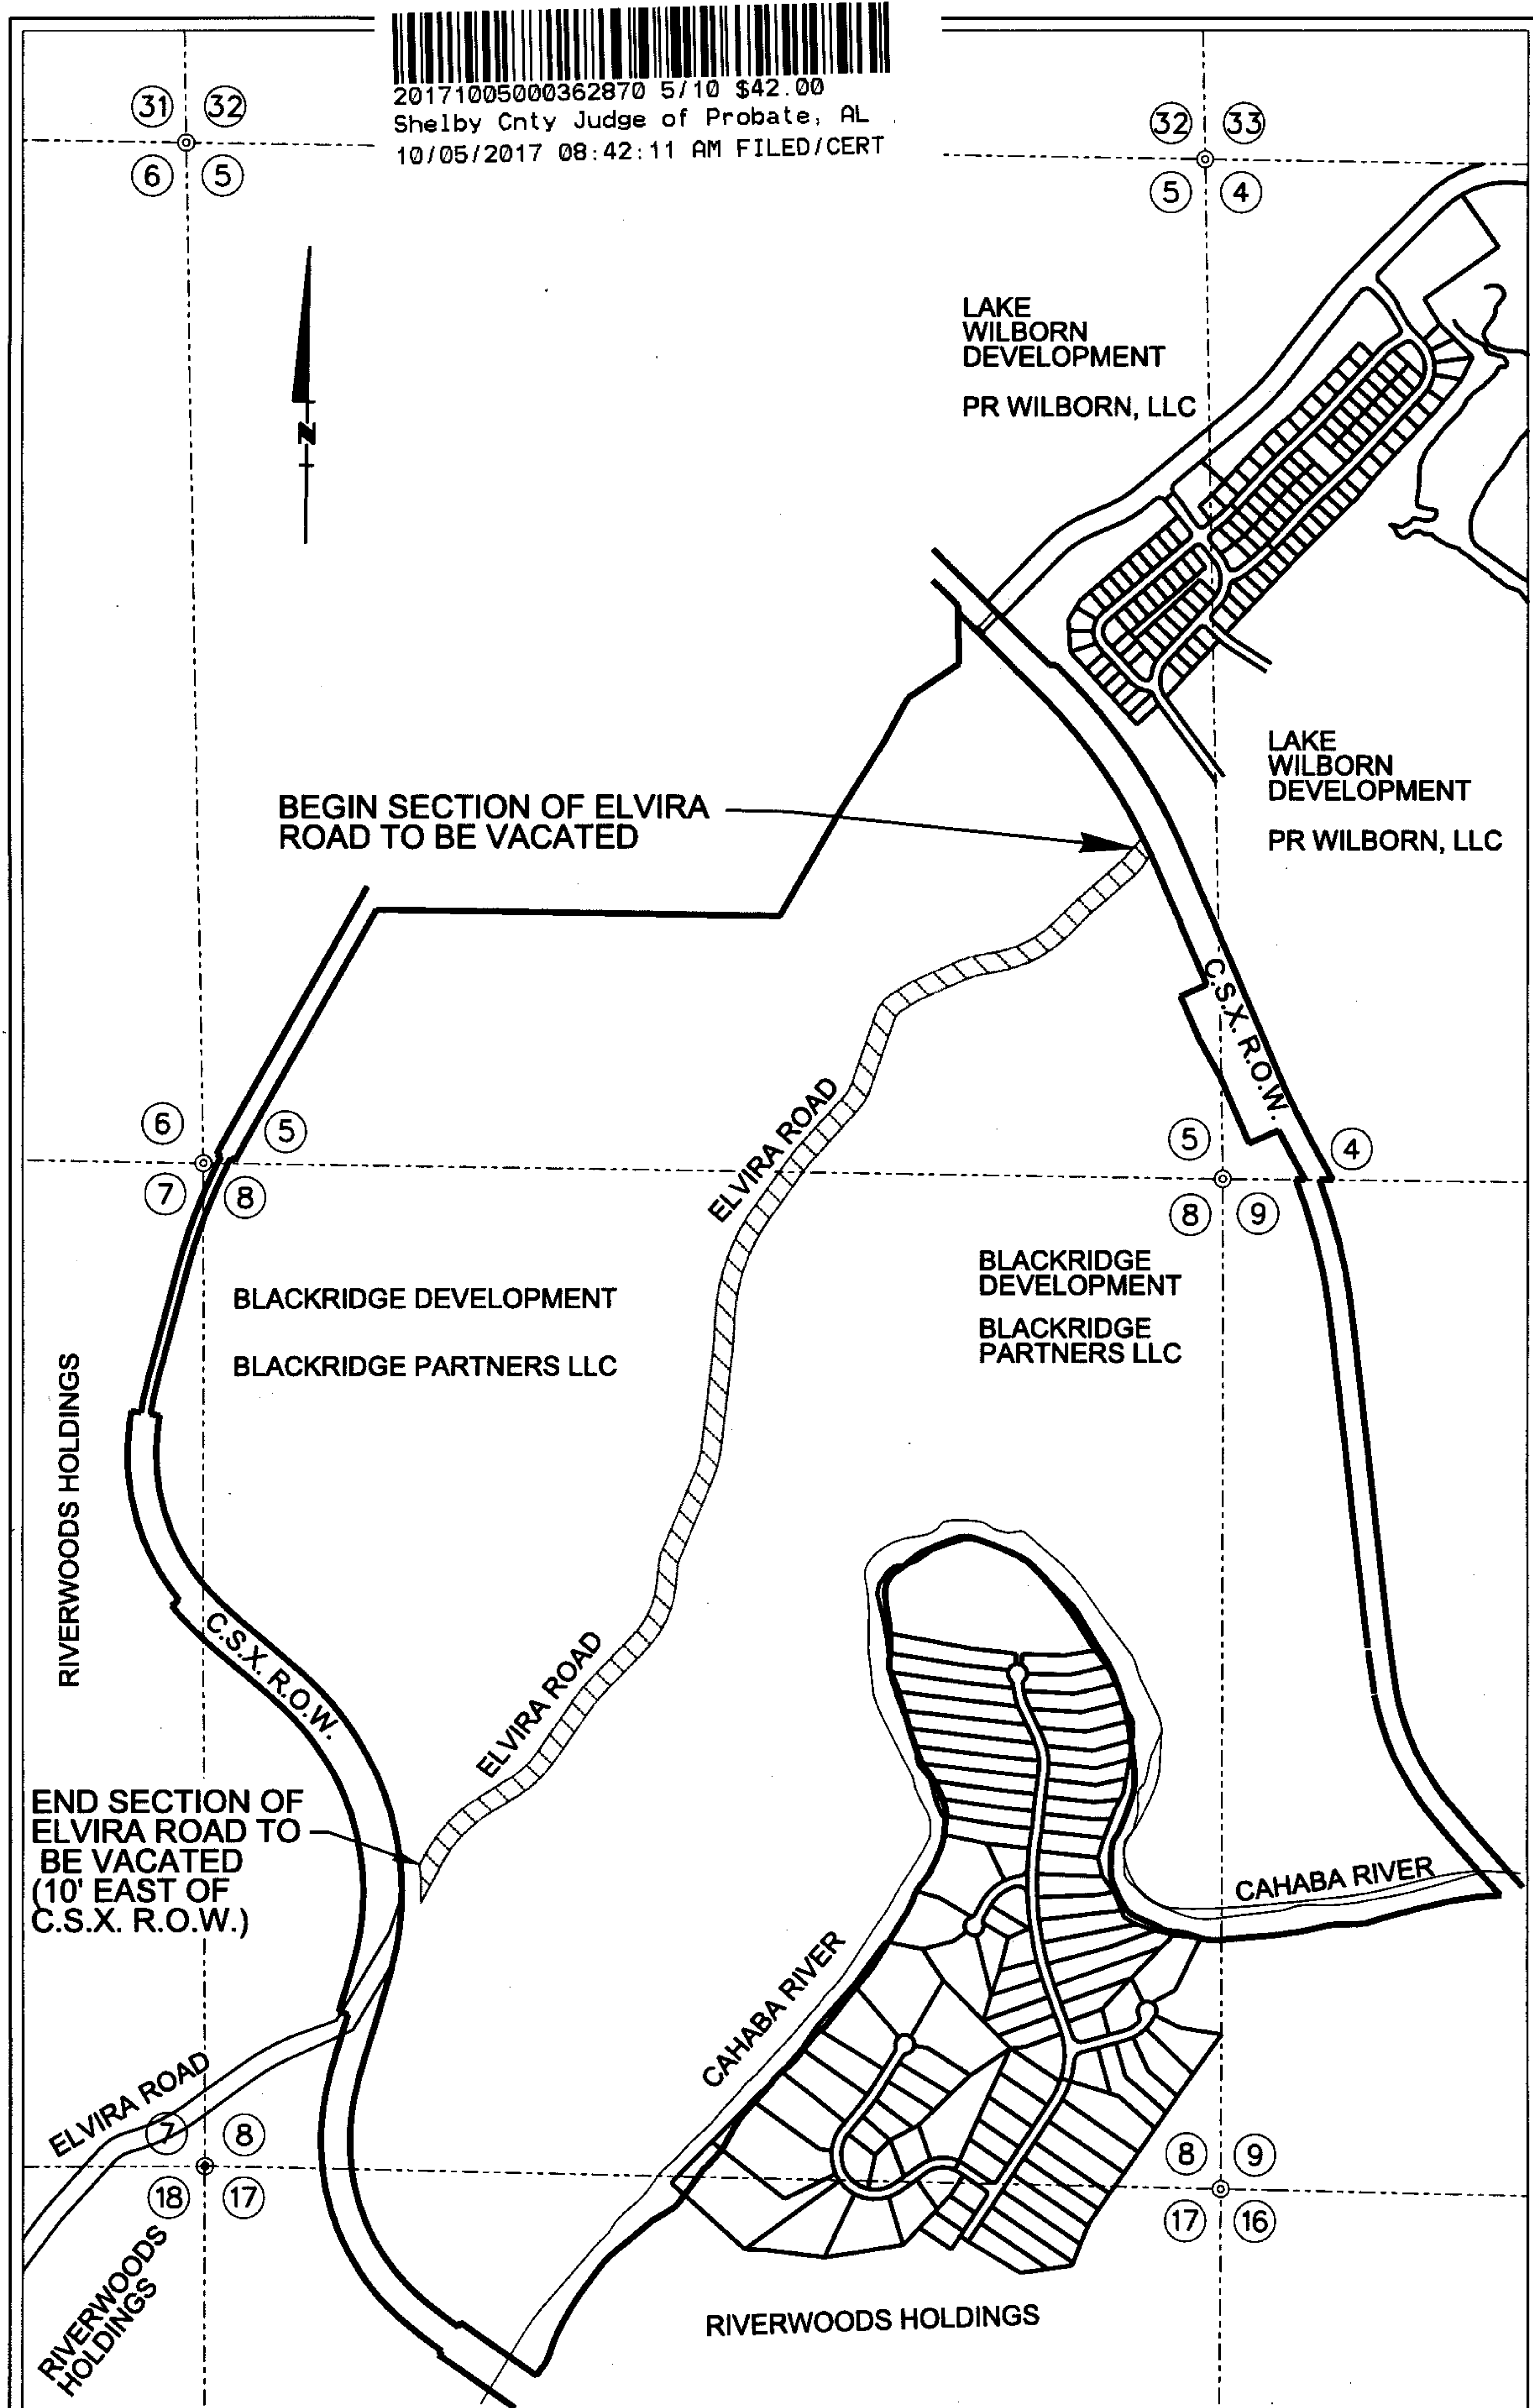 20171005000362870 5/10 $42.00
Shelby Cnty Judge of Probate, AL
10/05/2017 08:42:11 AM FILED/CERT
31 32
6 5
32 33
5 4
N
LAKE
WILBORN
DEVELOPMENT
PR WILBORN, LLC
LAKE
WILBORN
DEVELOPMENT
PR WILBORN, LLC
BEGIN SECTION OF ELVIRA
ROAD TO BE VACATED
C.S.X. R.O.W.
ELVIRA ROAD
6 5
7 8
5 4
8 9
BLACKRIDGE DEVELOPMENT
BLACKRIDGE PARTNERS LLC
BLACKRIDGE
DEVELOPMENT
BLACKRIDGE
PARTNERS LLC
RIVERWOODS HOLDINGS
C.S.X. R.O.W.
ELVIRA ROAD
END SECTION OF
ELVIRA ROAD TO
BE VACATED
(10' EAST OF
C.S.X. R.O.W.)
CAHABA RIVER
CAHABA RIVER
ELVIRA ROAD
7 8
18 17
8 9
17 16
RIVERWOODS
HOLDINGS
RIVERWOODS HOLDINGS